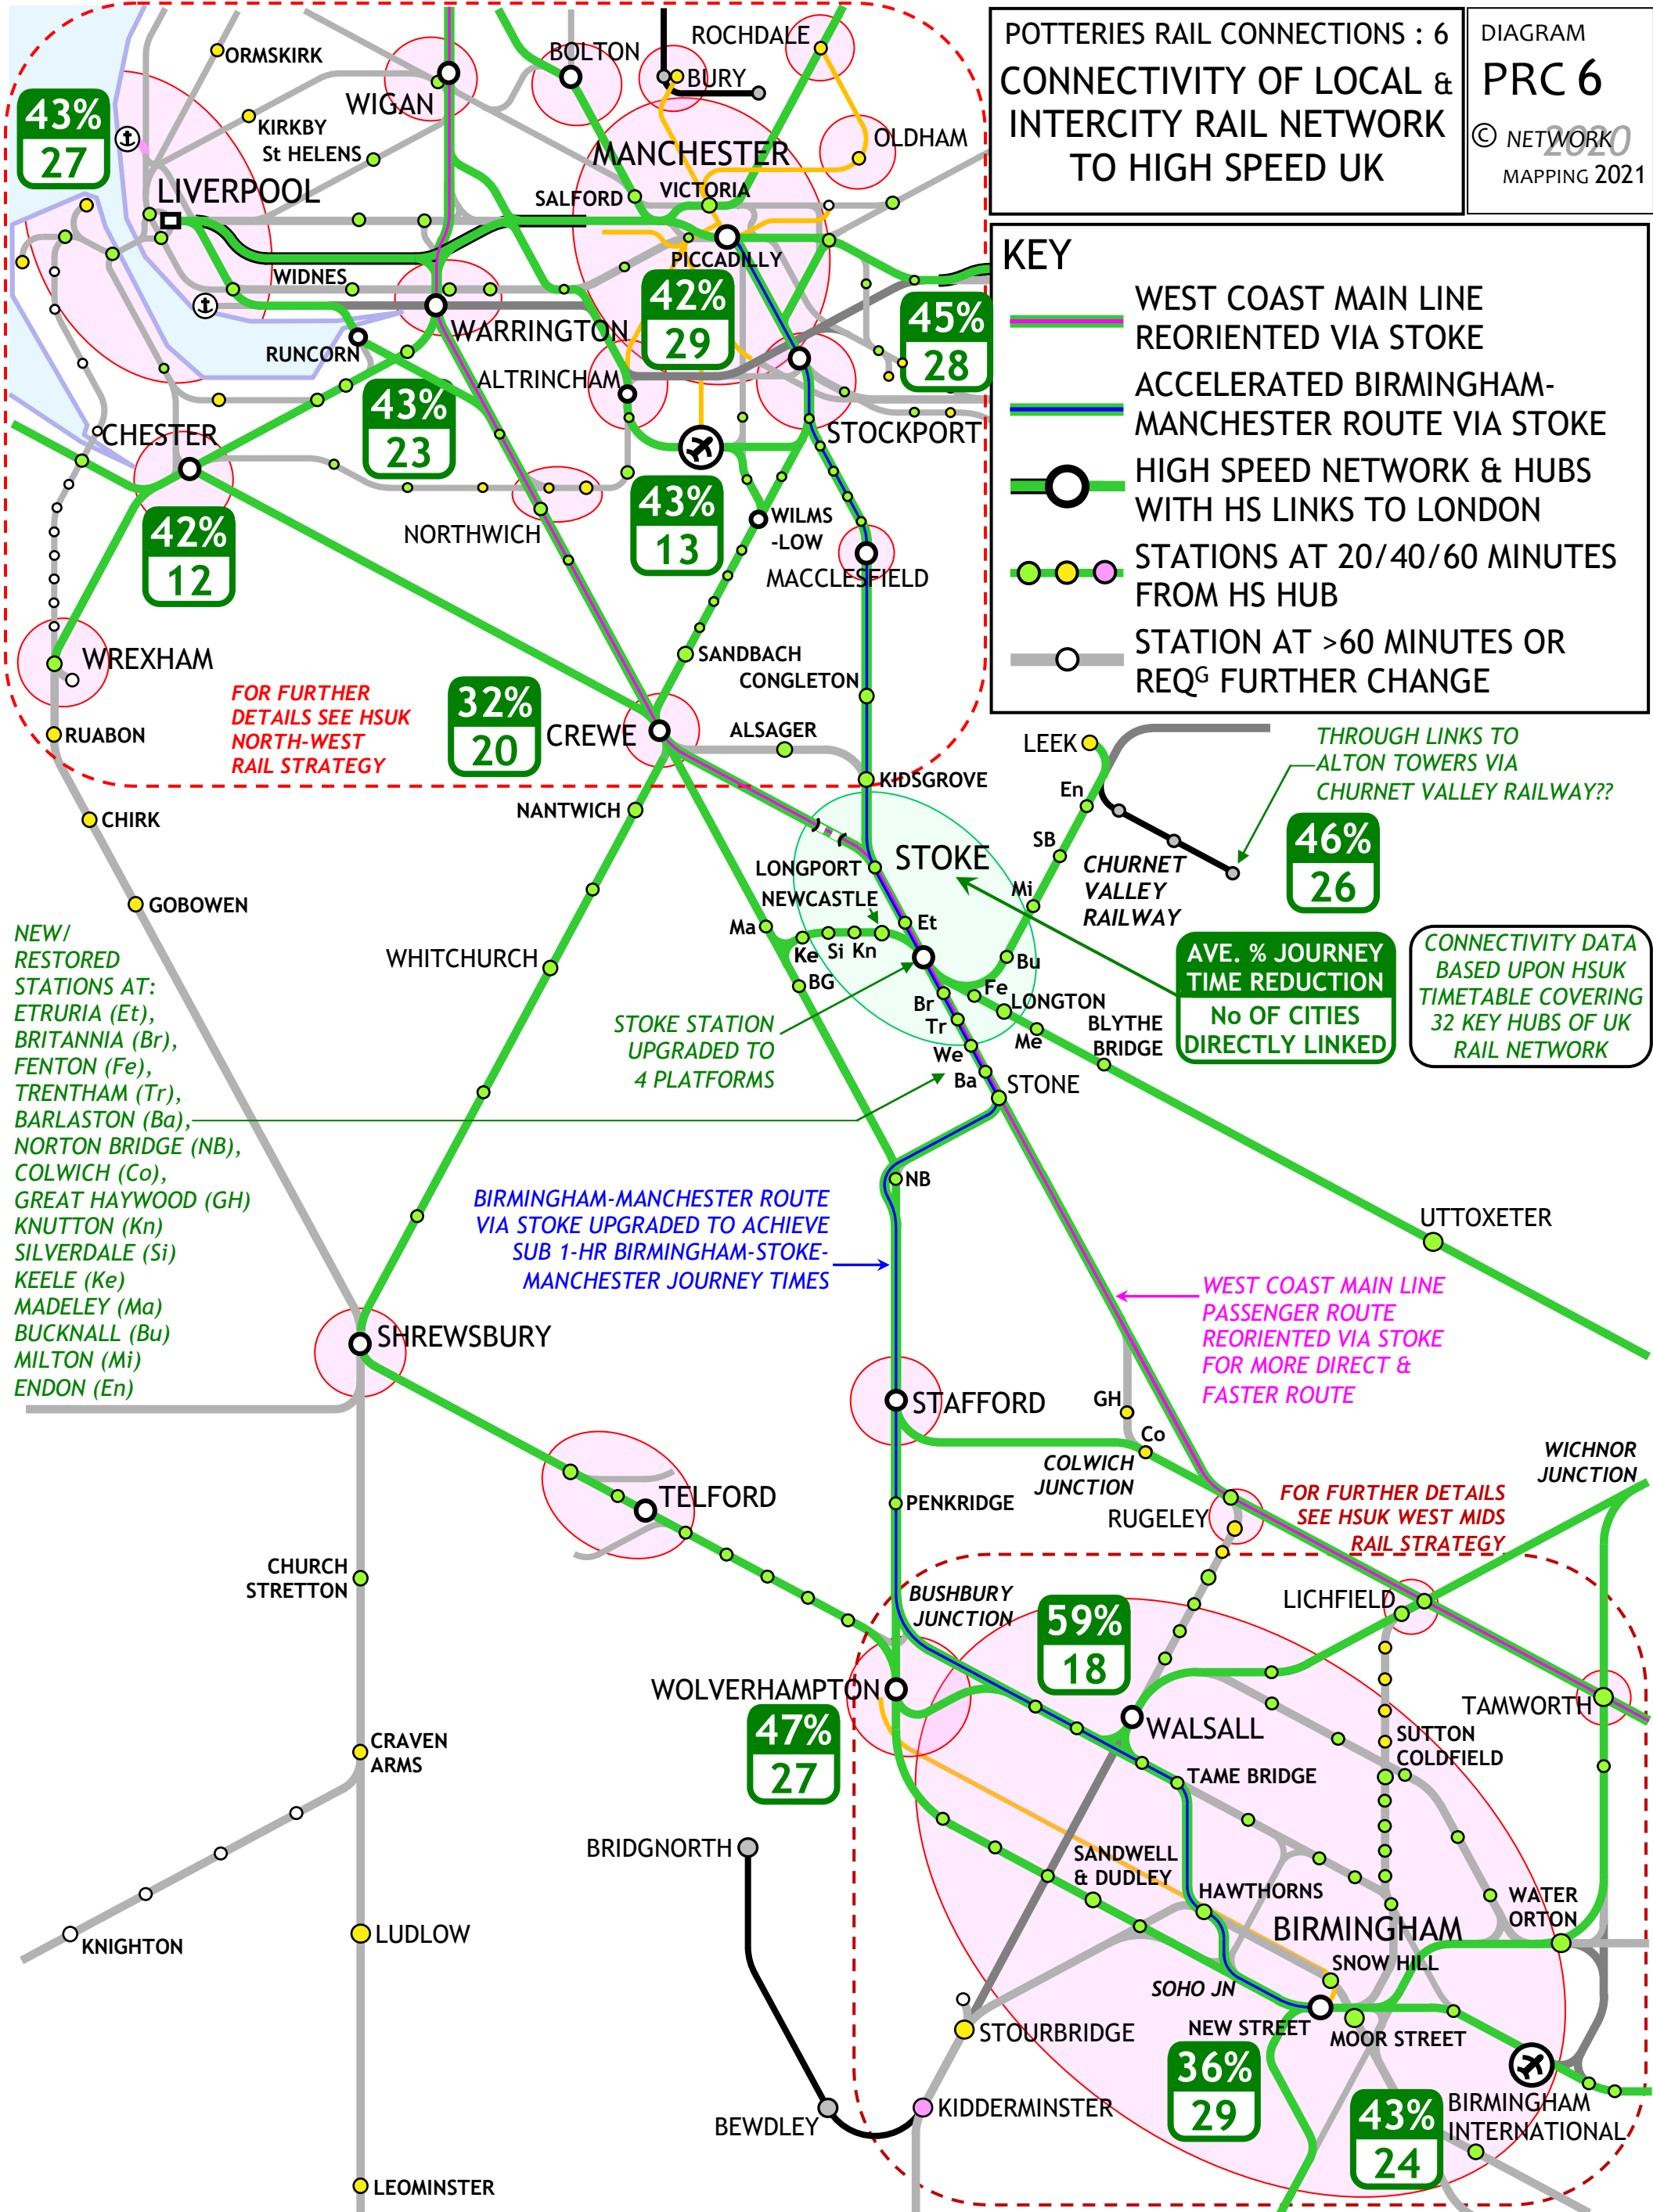 POTTERIES RAIL CONNECTIONS : 6
CONNECTIVITY OF LOCAL &
INTERCITY RAIL NETWORK
TO HIGH SPEED UK
DIAGRAM
PRC 6
© NETWORK 2020
MAPPING 2021
KEY
WEST COAST MAIN LINE
REORIENTED VIA STOKE
ACCELERATED BIRMINGHAM-
MANCHESTER ROUTE VIA STOKE
HIGH SPEED NETWORK & HUBS
WITH HS LINKS TO LONDON
STATIONS AT 20/40/60 MINUTES
FROM HS HUB
STATION AT >60 MINUTES OR
REQᴳ FURTHER CHANGE
ORMSKIRK
43%
27
KIRKBY
St HELENS
LIVERPOOL
WIGAN
BOLTON
ROCHDALE
BURY
OLDHAM
MANCHESTER
SALFORD
VICTORIA
PICCADILLY
42%
29
45%
28
WIDNES
WARRINGTON
RUNCORN
43%
23
ALTRINCHAM
STOCKPORT
CHESTER
42%
12
NORTHWICH
43%
13
WILMS
-LOW
MACCLESFIELD
WREXHAM
RUABON
FOR FURTHER
DETAILS SEE HSUK
NORTH-WEST
RAIL STRATEGY
32%
20
CREWE
SANDBACH
CONGLETON
ALSAGER
KIDSGROVE
LEEK
En
SB
Mi
Bu
CHURNET
VALLEY
RAILWAY
THROUGH LINKS TO
ALTON TOWERS VIA
CHURNET VALLEY RAILWAY??
46%
26
CHIRK
NANTWICH
GOBOWEN
LONGPORT
STOKE
NEWCASTLE
Et
Ma
Ke
Si
Kn
BG
WHITCHURCH
Br
Fe
LONGTON
Tr
Me
We
Ba
BLYTHE
BRIDGE
STONE
AVE. % JOURNEY
TIME REDUCTION
No OF CITIES
DIRECTLY LINKED
CONNECTIVITY DATA
BASED UPON HSUK
TIMETABLE COVERING
32 KEY HUBS OF UK
RAIL NETWORK
STOKE STATION
UPGRADED TO
4 PLATFORMS
NEW/
RESTORED
STATIONS AT:
ETRURIA (Et),
BRITANNIA (Br),
FENTON (Fe),
TRENTHAM (Tr),
BARLASTON (Ba),
NORTON BRIDGE (NB),
COLWICH (Co),
GREAT HAYWOOD (GH)
KNUTTON (Kn)
SILVERDALE (Si)
KEELE (Ke)
MADELEY (Ma)
BUCKNALL (Bu)
MILTON (Mi)
ENDON (En)
NB
BIRMINGHAM-MANCHESTER ROUTE
VIA STOKE UPGRADED TO ACHIEVE
SUB 1-HR BIRMINGHAM-STOKE-
MANCHESTER JOURNEY TIMES
UTTOXETER
WEST COAST MAIN LINE
PASSENGER ROUTE
REORIENTED VIA STOKE
FOR MORE DIRECT &
FASTER ROUTE
SHREWSBURY
STAFFORD
GH
Co
COLWICH
JUNCTION
WICHNOR
JUNCTION
TELFORD
PENKRIDGE
RUGELEY
FOR FURTHER DETAILS
SEE HSUK WEST MIDS
RAIL STRATEGY
CHURCH
STRETTON
BUSHBURY
JUNCTION
59%
18
LICHFIELD
WOLVERHAMPTON
47%
27
WALSALL
TAMWORTH
SUTTON
COLDFIELD
CRAVEN
ARMS
TAME BRIDGE
BRIDGNORTH
SANDWELL
& DUDLEY
HAWTHORNS
WATER
ORTON
BIRMINGHAM
SNOW HILL
KNIGHTON
LUDLOW
SOHO JN
NEW STREET
MOOR STREET
STOURBRIDGE
36%
29
BEWDLEY
KIDDERMINSTER
43%
24
BIRMINGHAM
INTERNATIONAL
LEOMINSTER